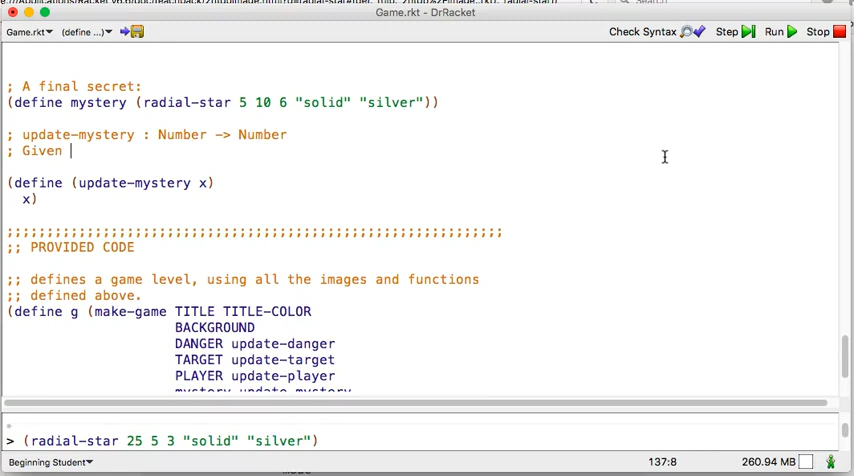 Game.rkt - DrRacket
Game.rkt▾ (define ...)▾ Check Syntax Step Run Stop
; A final secret:
(define mystery (radial-star 5 10 6 "solid" "silver"))
; update-mystery : Number -> Number
; Given
(define (update-mystery x)
x)
;;;;;;;;;;;;;;;;;;;;;;;;;;;;;;;;;;;;;;;;;;;;;;;;;;;;;;;;;;;;;;
;; PROVIDED CODE
;; defines a game level, using all the images and functions
;; defined above.
(define g (make-game TITLE TITLE-COLOR
BACKGROUND
DANGER update-danger
TARGET update-target
PLAYER update-player
mystery update-mystery
> (radial-star 25 5 3 "solid" "silver")
Beginning Student▾ 137:8 260.94 MB